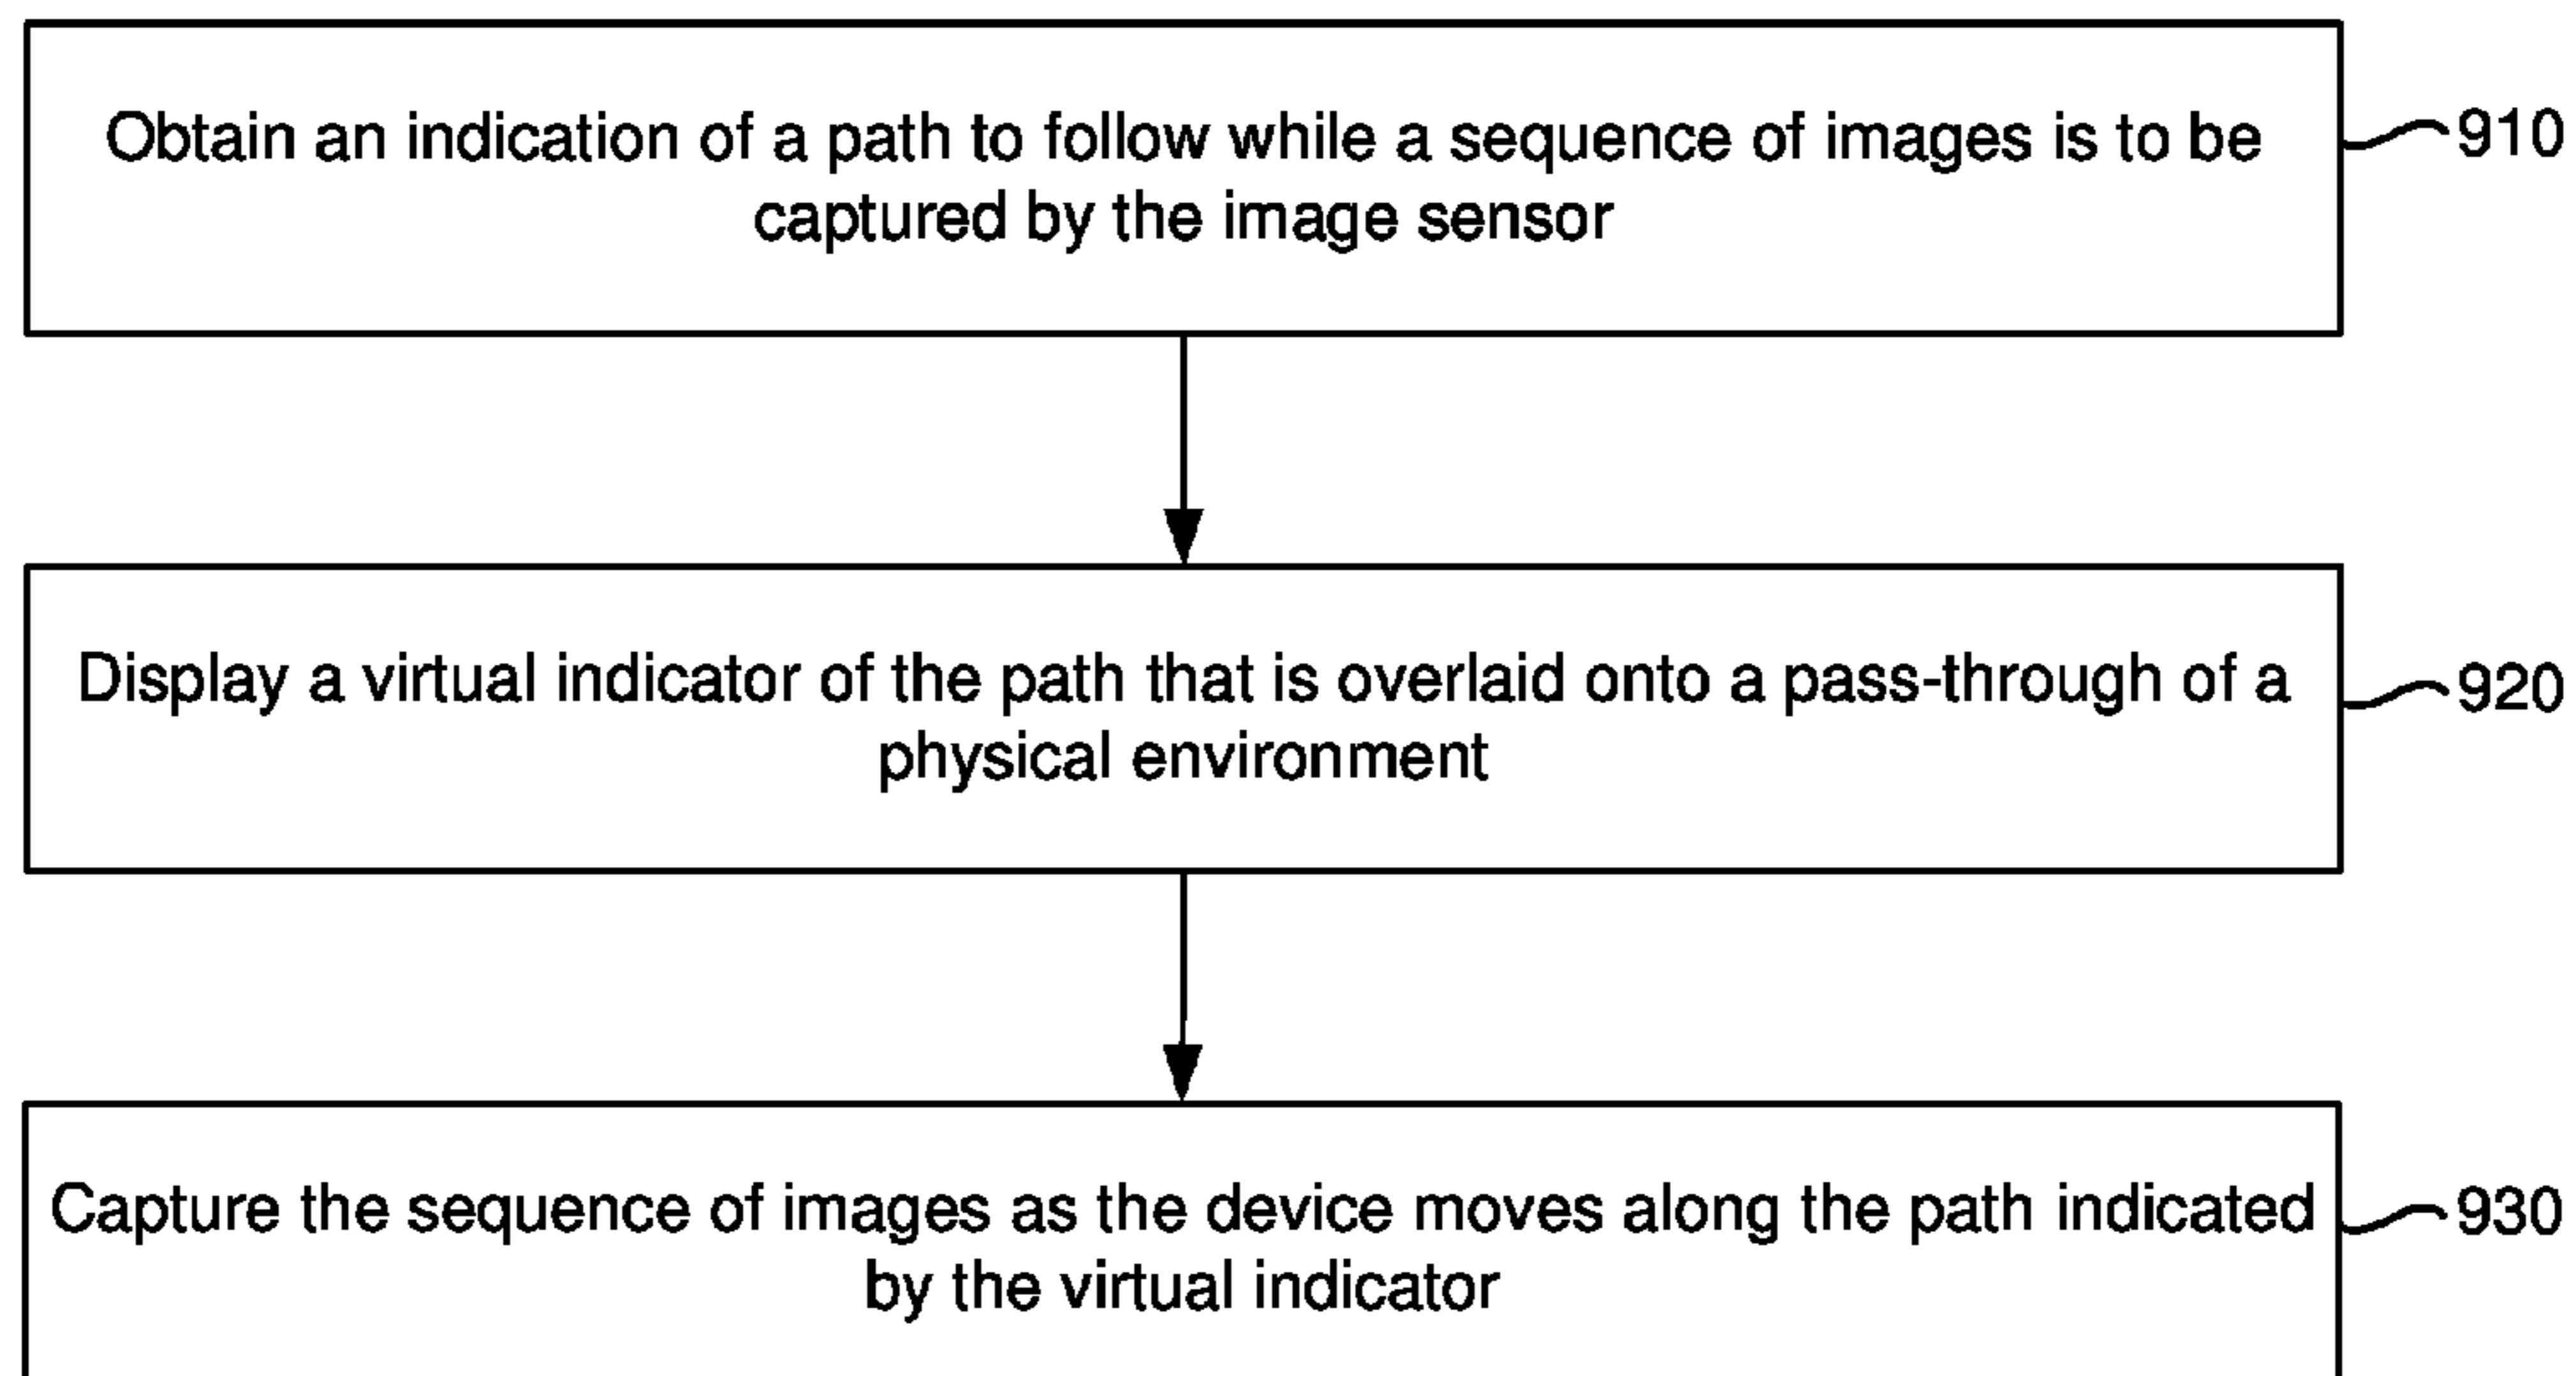 Obtain an indication of a path to follow while a sequence of images is to be
captured by the image sensor
910
Display a virtual indicator of the path that is overlaid onto a pass-through of a
physical environment
920
Capture the sequence of images as the device moves along the path indicated
by the virtual indicator
930